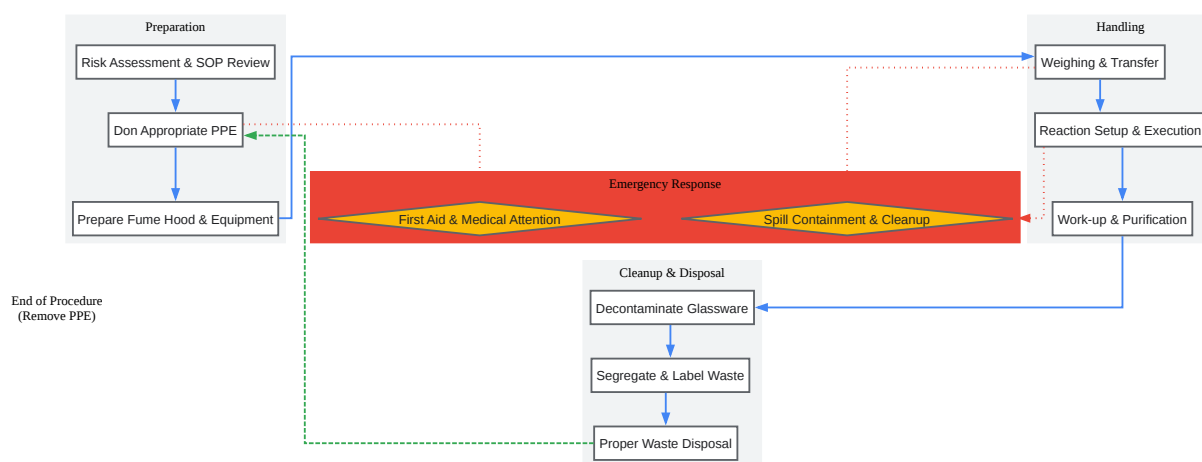 Preparation
Risk Assessment & SOP Review
Don Appropriate PPE
Prepare Fume Hood & Equipment
Handling
Weighing & Transfer
Reaction Setup & Execution
Work-up & Purification
Emergency Response
First Aid & Medical Attention
Spill Containment & Cleanup
Cleanup & Disposal
Decontaminate Glassware
Segregate & Label Waste
Proper Waste Disposal
End of Procedure
(Remove PPE)